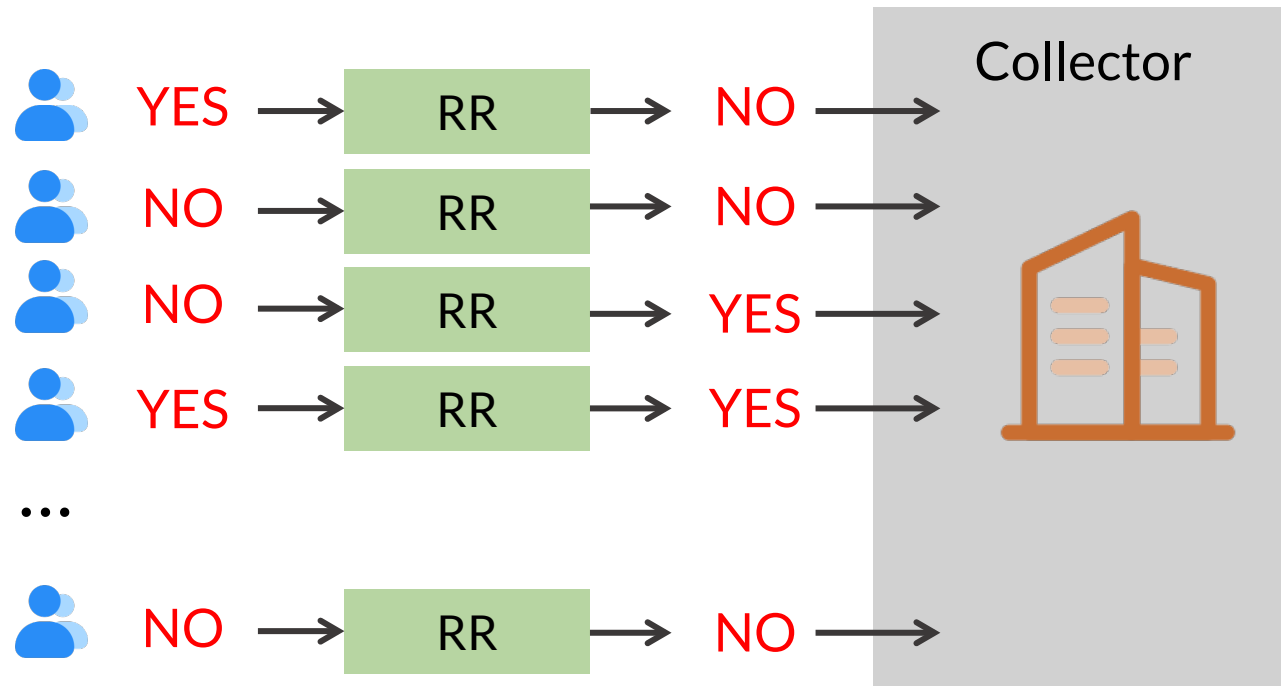 Collector
YES RR NO
NO RR NO
NO RR YES
YES RR YES
...
NO RR NO